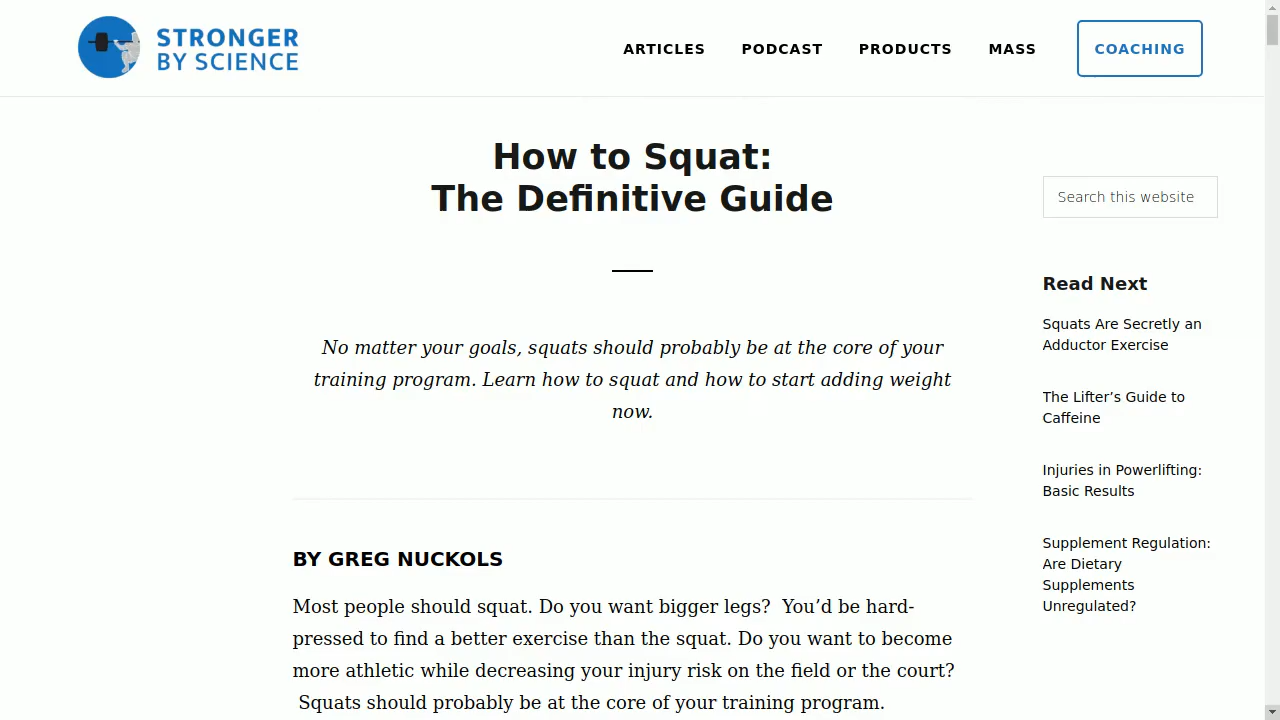 STRONGER
BY SCIENCE
ARTICLES
PODCAST
PRODUCTS
MASS
COACHING
How to Squat:
The Definitive Guide
No matter your goals, squats should probably be at the core of your
training program. Learn how to squat and how to start adding weight
now.
BY GREG NUCKOLS
Most people should squat. Do you want bigger legs?  You’d be hard-
pressed to find a better exercise than the squat. Do you want to become
more athletic while decreasing your injury risk on the field or the court?
Squats should probably be at the core of your training program.
Search this website
Read Next
Squats Are Secretly an
Adductor Exercise
The Lifter’s Guide to
Caffeine
Injuries in Powerlifting:
Basic Results
Supplement Regulation:
Are Dietary
Supplements
Unregulated?